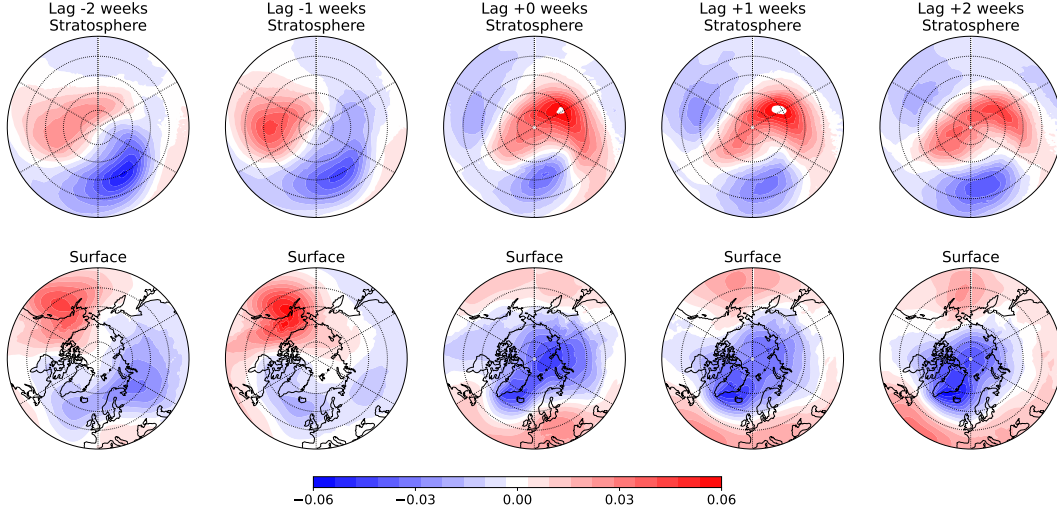 Lag -2 weeks
Stratosphere
Lag -1 weeks
Stratosphere
Lag +0 weeks
Stratosphere
Lag +1 weeks
Stratosphere
Lag +2 weeks
Stratosphere
Surface
Surface
Surface
Surface
Surface
−0.06
−0.03
0.00
0.03
0.06